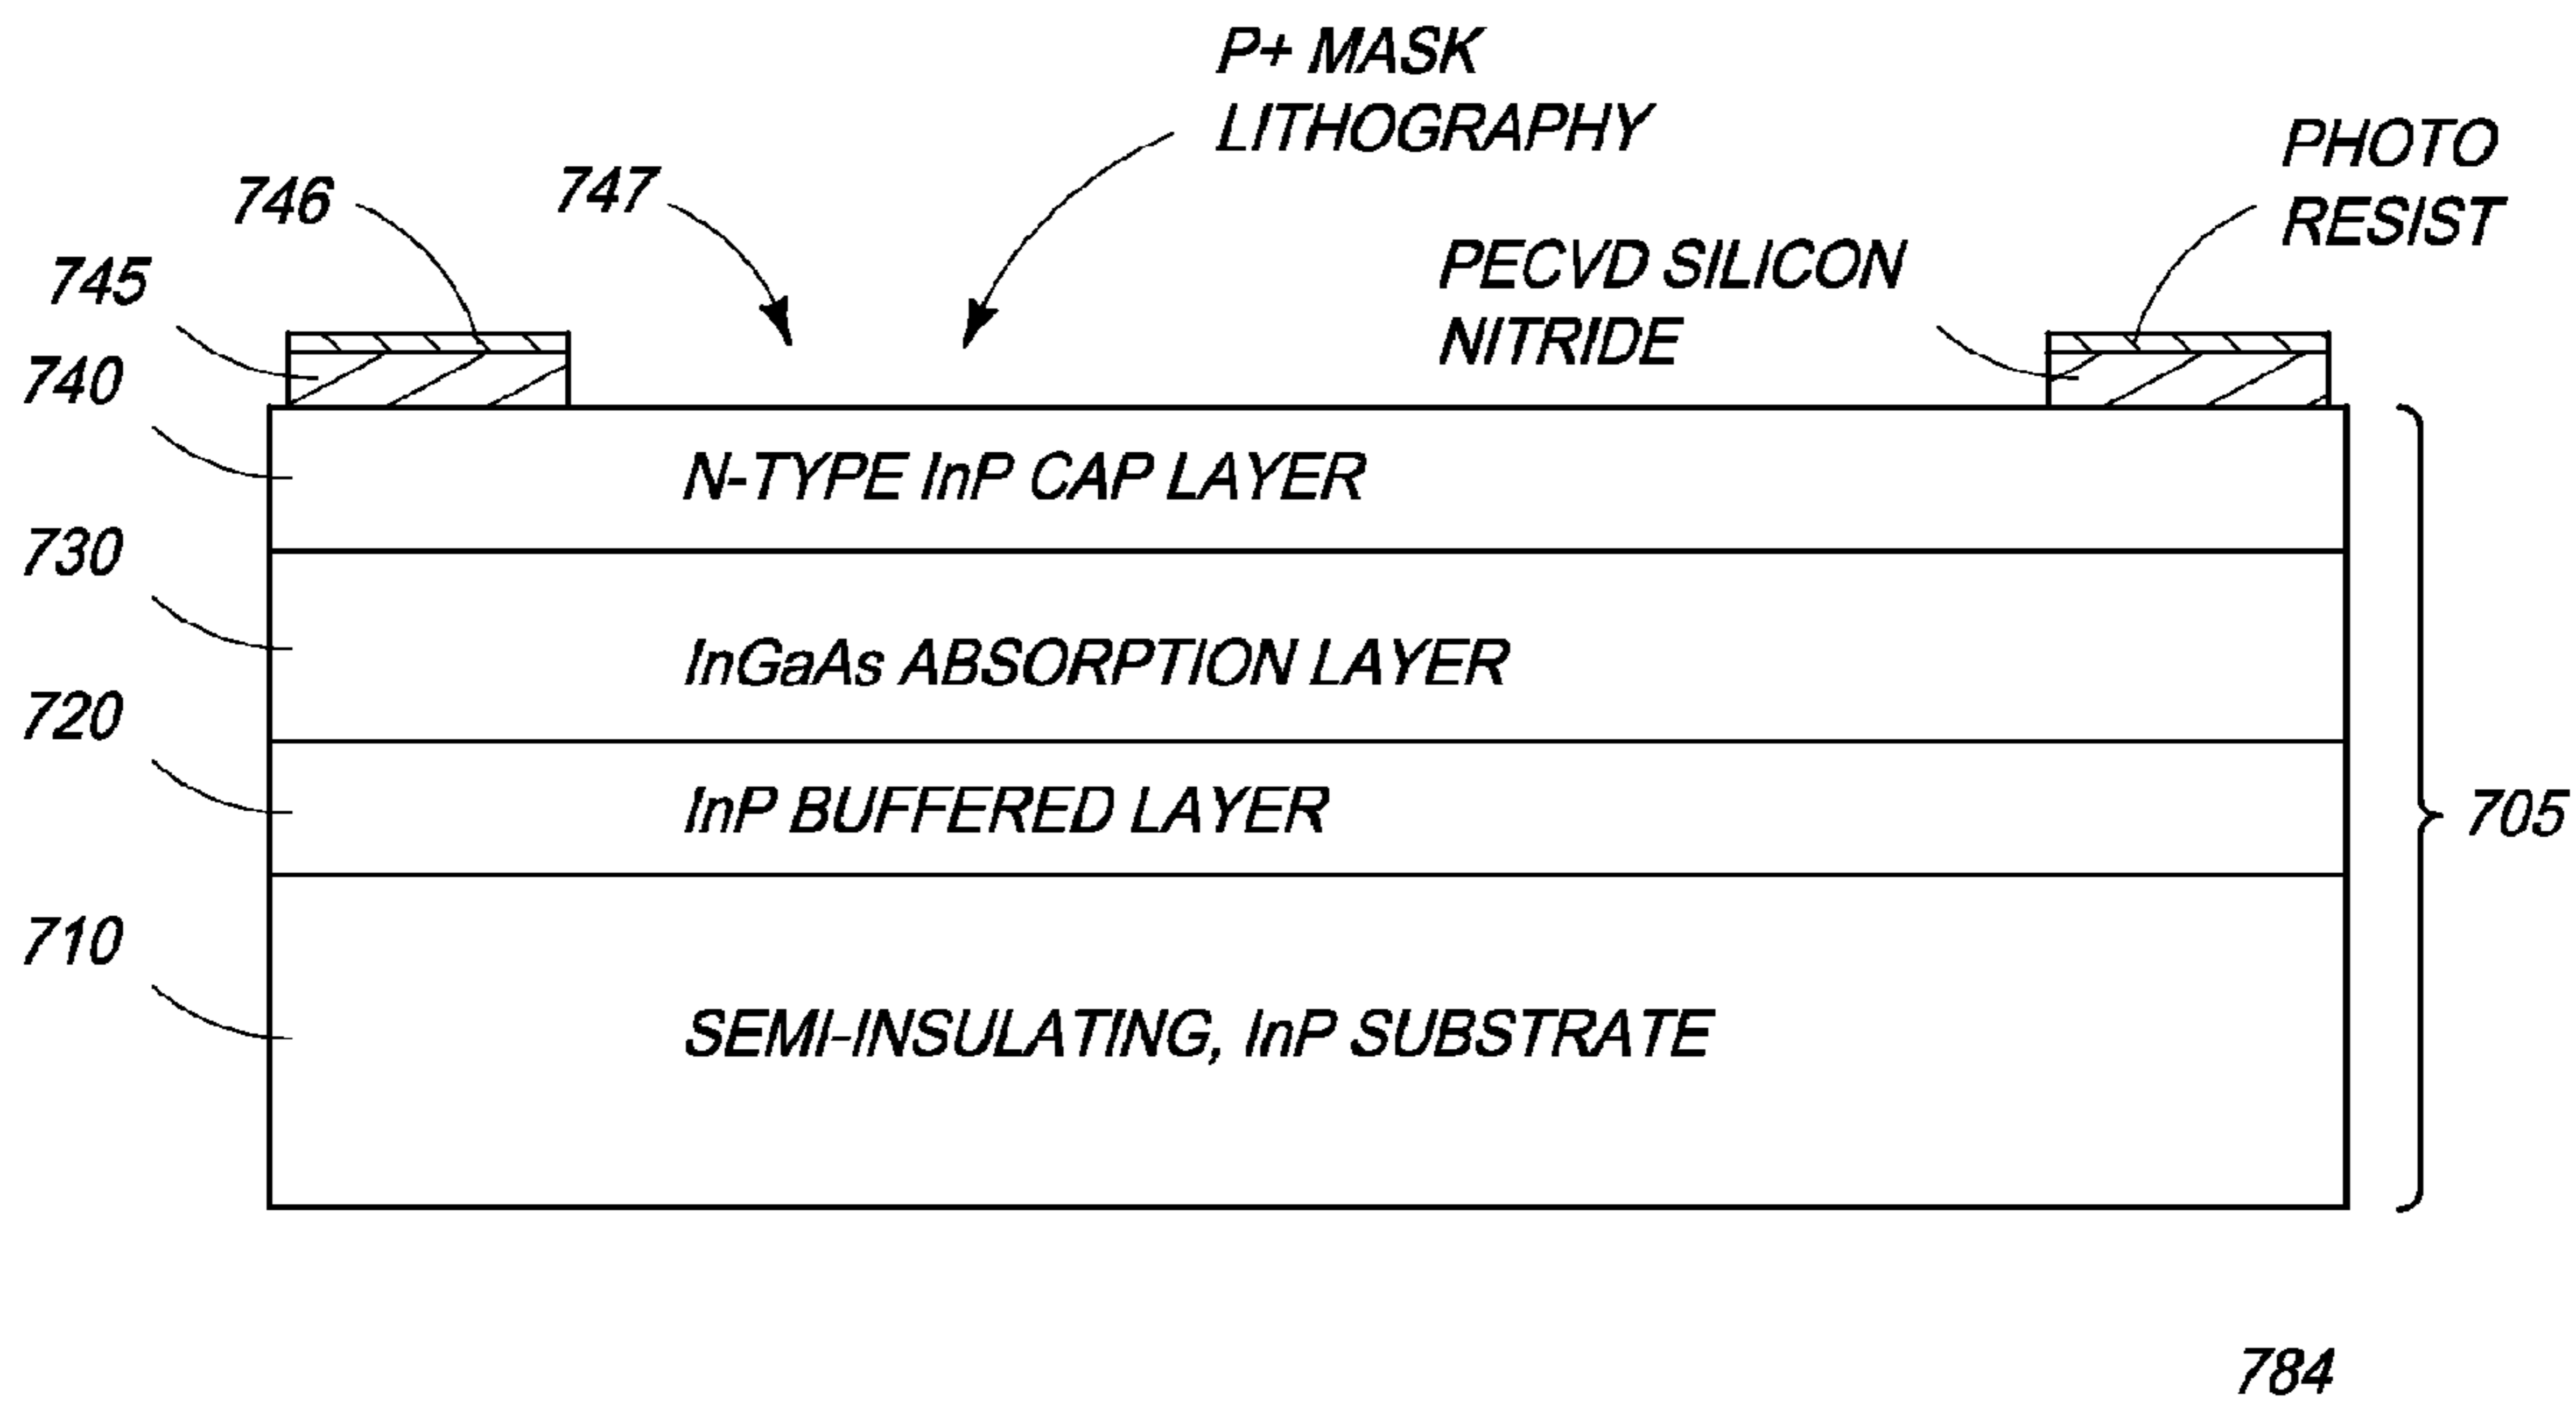 P+ MASK
LITHOGRAPHY
PHOTO
RESIST
746
747
PECVD SILICON
NITRIDE
745
740
N-TYPE InP CAP LAYER
730
InGaAs ABSORPTION LAYER
720
InP BUFFERED LAYER
705
710
SEMI-INSULATING, InP SUBSTRATE
784